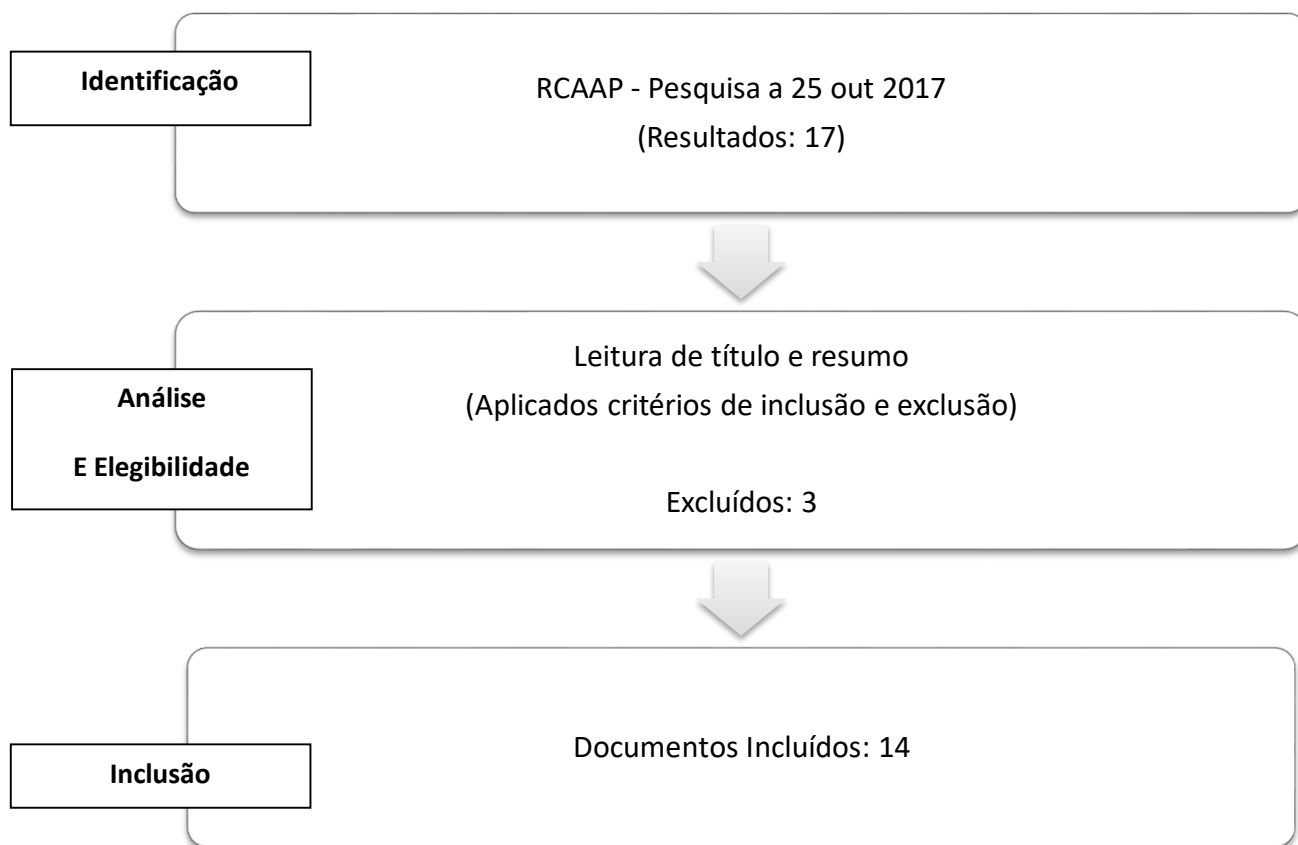 Identificação
RCAAP - Pesquisa a 25 out 2017
(Resultados: 17)
Análise
E Elegibilidade
Leitura de título e resumo
(Aplicados critérios de inclusão e exclusão)
Excluídos: 3
Inclusão
Documentos Incluídos: 14